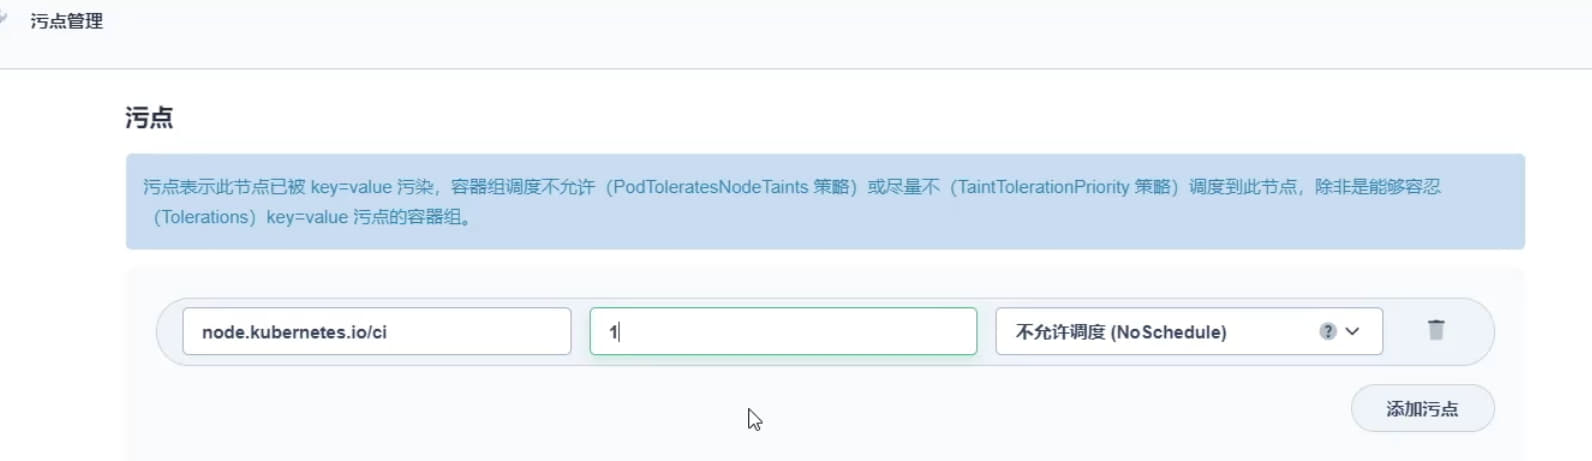 污点管理
污点
污点表示此节点已被 key=value 污染，容器组调度不允许（PodToleratesNodeTaints 策略）或尽量不（TaintTolerationPriority 策略）调度到此节点，除非是能够容忍
（Tolerations）key=value 污点的容器组。
node.kubernetes.io/ci 1 不允许调度 (NoSchedule) ?
添加污点